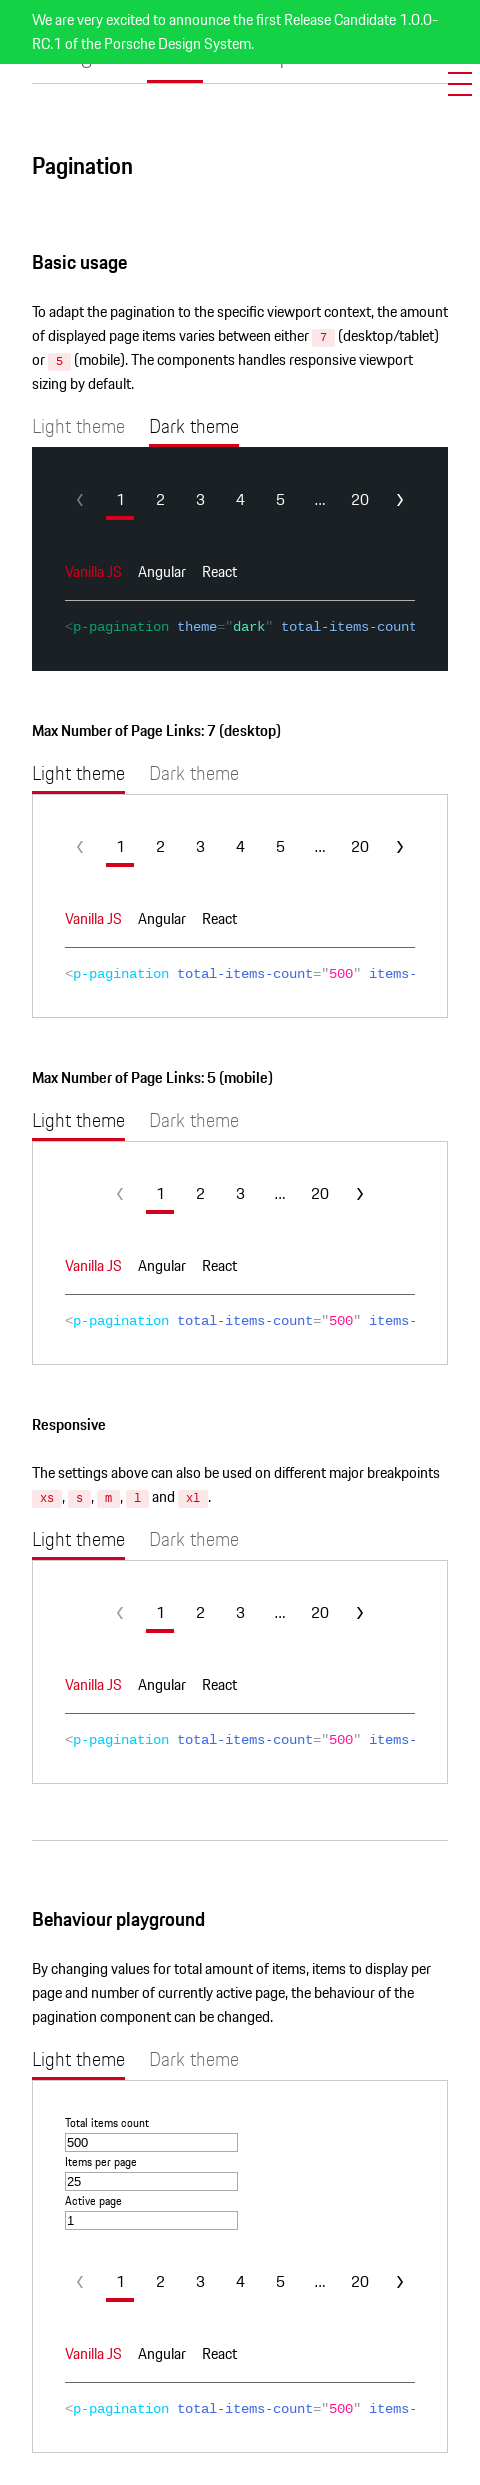 We are very excited to announce the first Release Candidate 1.0.0-
RC.1 of the Porsche Design System.
Pagination
Basic usage
To adapt the pagination to the specific viewport context, the amount
of displayed page items varies between either 7 (desktop/tablet)
or 5 (mobile). The components handles responsive viewport
sizing by default.
Light theme Dark theme
1 2 3 4 5 ... 20
Vanilla JS Angular React
<p-pagination theme="dark" total-items-count
Max Number of Page Links: 7 (desktop)
Light theme Dark theme
1 2 3 4 5 ... 20
Vanilla JS Angular React
<p-pagination total-items-count="500" items-
Max Number of Page Links: 5 (mobile)
Light theme Dark theme
1 2 3 ... 20
Vanilla JS Angular React
<p-pagination total-items-count="500" items-
Responsive
The settings above can also be used on different major breakpoints
xs, s, m, l and xl.
Light theme Dark theme
1 2 3 ... 20
Vanilla JS Angular React
<p-pagination total-items-count="500" items-
Behaviour playground
By changing values for total amount of items, items to display per
page and number of currently active page, the behaviour of the
pagination component can be changed.
Light theme Dark theme
Total items count
500
Items per page
25
Active page
1
1 2 3 4 5 ... 20
Vanilla JS Angular React
<p-pagination total-items-count="500" items-